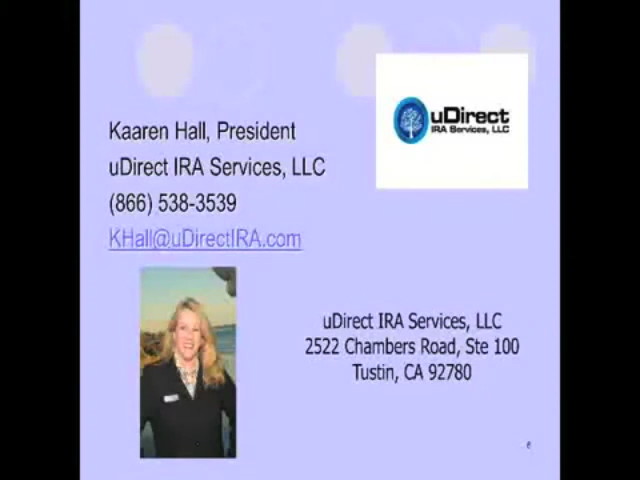 uDirect
IRA Services, LLC
Kaaren Hall, President
uDirect IRA Services, LLC
(866) 538-3539
KHall@uDirectIRA.com
uDirect IRA Services, LLC
2522 Chambers Road, Ste 100
Tustin, CA 92780